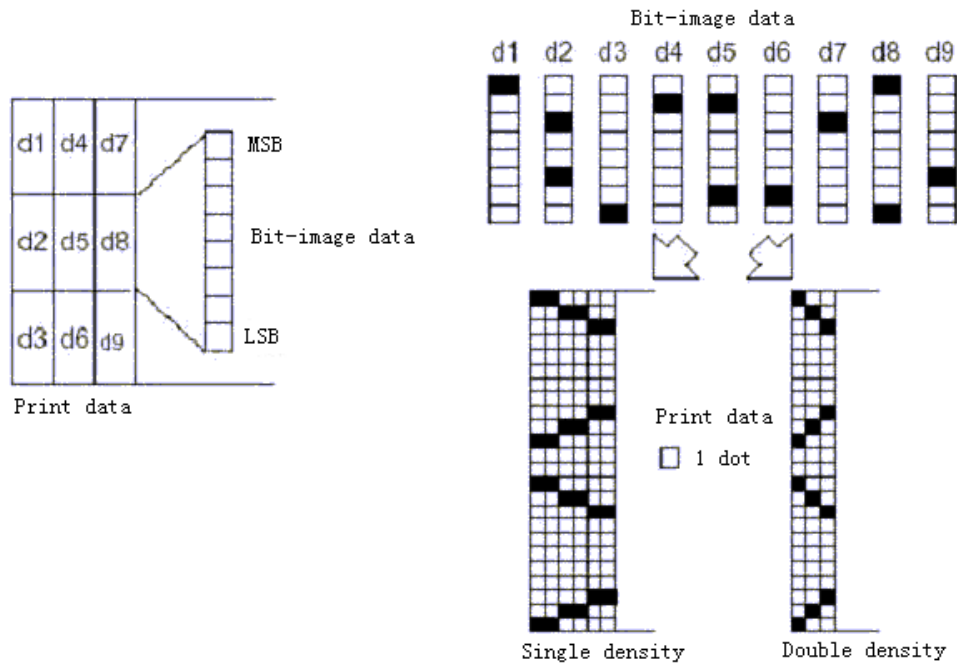 Bit-image data
d1 d2 d3 d4 d5 d6 d7 d8 d9
d1 d4 d7
MSB
d2 d5 d8
Bit-image data
d3 d6 d9
LSB
Print data
Print data
1 dot
Single density
Double density